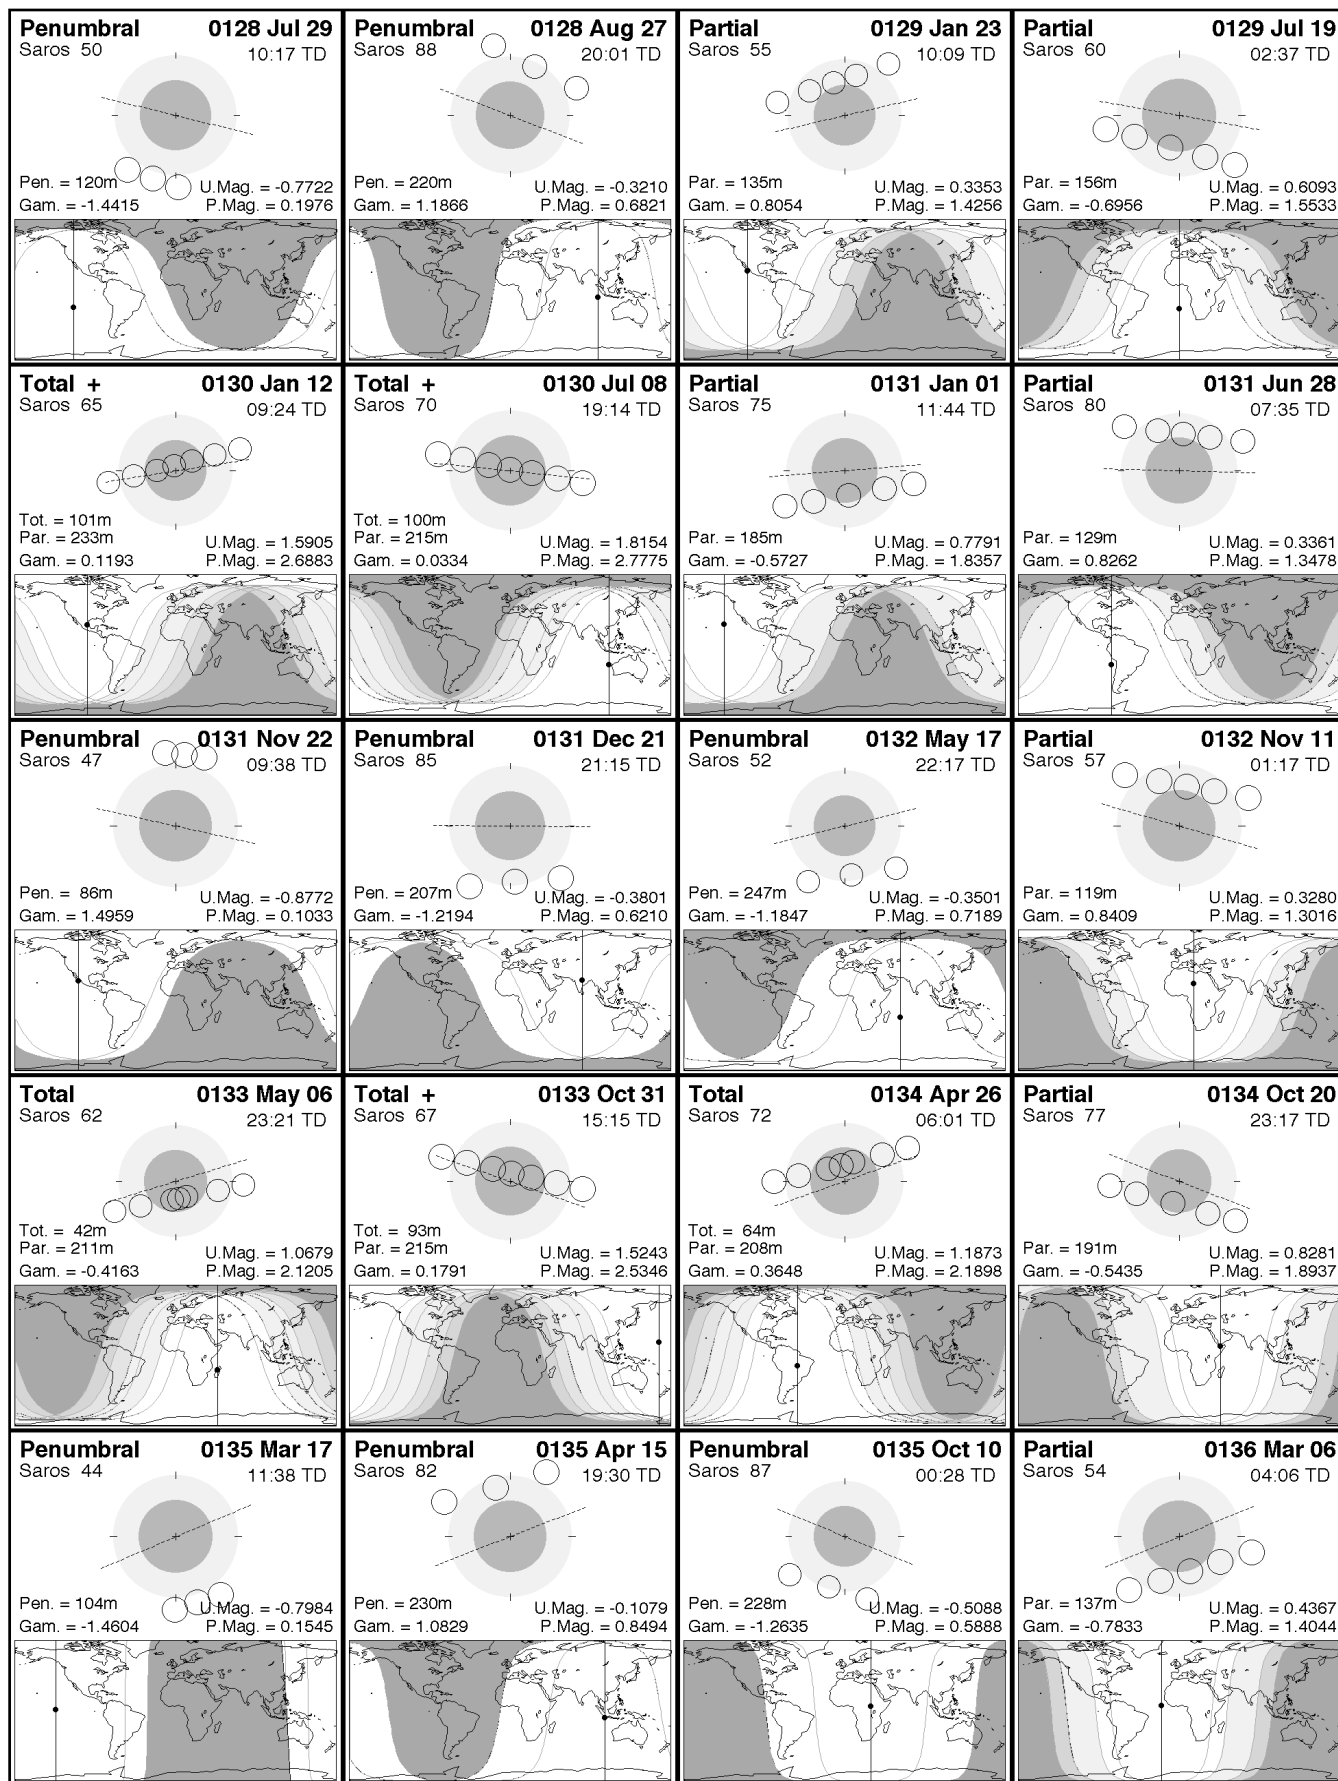 Penumbral 0128 Jul 29
Saros 50 10:17 TD
Pen. = 120m U.Mag. = -0.7722
Gam. = -1.4415 P.Mag. = 0.1976
Penumbral 0128 Aug 27
Saros 88 20:01 TD
Pen. = 220m U.Mag. = -0.3210
Gam. = 1.1866 P.Mag. = 0.6821
Partial 0129 Jan 23
Saros 55 10:09 TD
Par. = 135m U.Mag. = 0.3353
Gam. = 0.8054 P.Mag. = 1.4256
Partial 0129 Jul 19
Saros 60 02:37 TD
Par. = 156m U.Mag. = 0.6093
Gam. = -0.6956 P.Mag. = 1.5533
Total + 0130 Jan 12
Saros 65 09:24 TD
Tot. = 101m
Par. = 233m U.Mag. = 1.5905
Gam. = 0.1193 P.Mag. = 2.6883
Total + 0130 Jul 08
Saros 70 19:14 TD
Tot. = 100m
Par. = 215m U.Mag. = 1.8154
Gam. = 0.0334 P.Mag. = 2.7775
Partial 0131 Jan 01
Saros 75 11:44 TD
Par. = 185m U.Mag. = 0.7791
Gam. = -0.5727 P.Mag. = 1.8357
Partial 0131 Jun 28
Saros 80 07:35 TD
Par. = 129m U.Mag. = 0.3361
Gam. = 0.8262 P.Mag. = 1.3478
Penumbral 0131 Nov 22
Saros 47 09:38 TD
Pen. = 86m U.Mag. = -0.8772
Gam. = 1.4959 P.Mag. = 0.1033
Penumbral 0131 Dec 21
Saros 85 21:15 TD
Pen. = 207m U.Mag. = -0.3801
Gam. = -1.2194 P.Mag. = 0.6210
Penumbral 0132 May 17
Saros 52 22:17 TD
Pen. = 247m U.Mag. = -0.3501
Gam. = -1.1847 P.Mag. = 0.7189
Partial 0132 Nov 11
Saros 57 01:17 TD
Par. = 119m U.Mag. = 0.3280
Gam. = 0.8409 P.Mag. = 1.3016
Total 0133 May 06
Saros 62 23:21 TD
Tot. = 42m
Par. = 211m U.Mag. = 1.0679
Gam. = -0.4163 P.Mag. = 2.1205
Total + 0133 Oct 31
Saros 67 15:15 TD
Tot. = 93m
Par. = 215m U.Mag. = 1.5243
Gam. = 0.1791 P.Mag. = 2.5346
Total 0134 Apr 26
Saros 72 06:01 TD
Tot. = 64m
Par. = 208m U.Mag. = 1.1873
Gam. = 0.3648 P.Mag. = 2.1898
Partial 0134 Oct 20
Saros 77 23:17 TD
Par. = 191m U.Mag. = 0.8281
Gam. = -0.5435 P.Mag. = 1.8937
Penumbral 0135 Mar 17
Saros 44 11:38 TD
Pen. = 104m U.Mag. = -0.7984
Gam. = -1.4604 P.Mag. = 0.1545
Penumbral 0135 Apr 15
Saros 82 19:30 TD
Pen. = 230m U.Mag. = -0.1079
Gam. = 1.0829 P.Mag. = 0.8494
Penumbral 0135 Oct 10
Saros 87 00:28 TD
Pen. = 228m U.Mag. = -0.5088
Gam. = -1.2635 P.Mag. = 0.5888
Partial 0136 Mar 06
Saros 54 04:06 TD
Par. = 137m U.Mag. = 0.4367
Gam. = -0.7833 P.Mag. = 1.4044